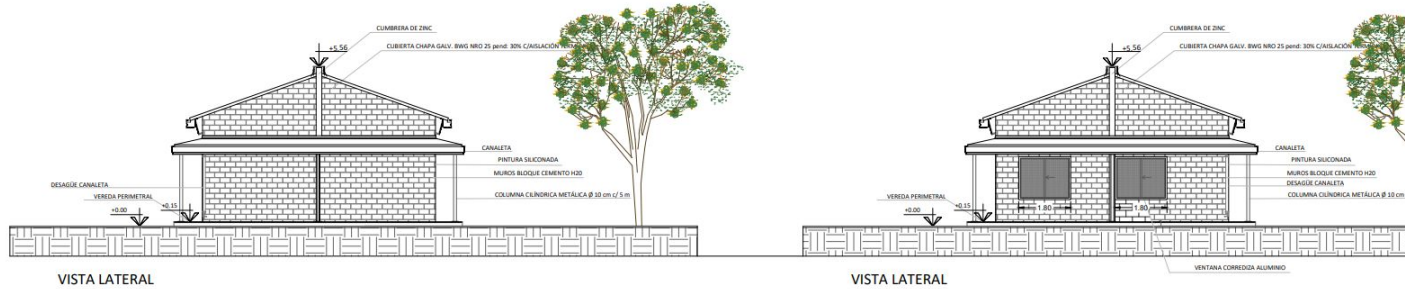 CUMBRERA DE ZINC
+5,56
CUBIERTA CHAPA GALV. BWG NRO 25 pend: 30% C/AISLACIÓN
CANALETA
PINTURA SILICONADA
MUROS BLOQUE CEMENTO H20
DESAGÜE CANALETA
VEREDA PERIMETRAL
COLUMNA CILÍNDRICA METÁLICA Ø 10 cm c/ 5 m
+0.00
+0.15
VISTA LATERAL
CUMBRERA DE ZINC
+5,56
CUBIERTA CHAPA GALV. BWG NRO 25 pend: 30% C/AISLACIÓN
CANALETA
PINTURA SILICONADA
MUROS BLOQUE CEMENTO H20
DESAGÜE CANALETA
COLUMNA CILÍNDRICA METÁLICA Ø 10 cm
VEREDA PERIMETRAL
+0.00
+0.15
1.80
1.80
VENTANA CORREDIZA ALUMINIO
VISTA LATERAL